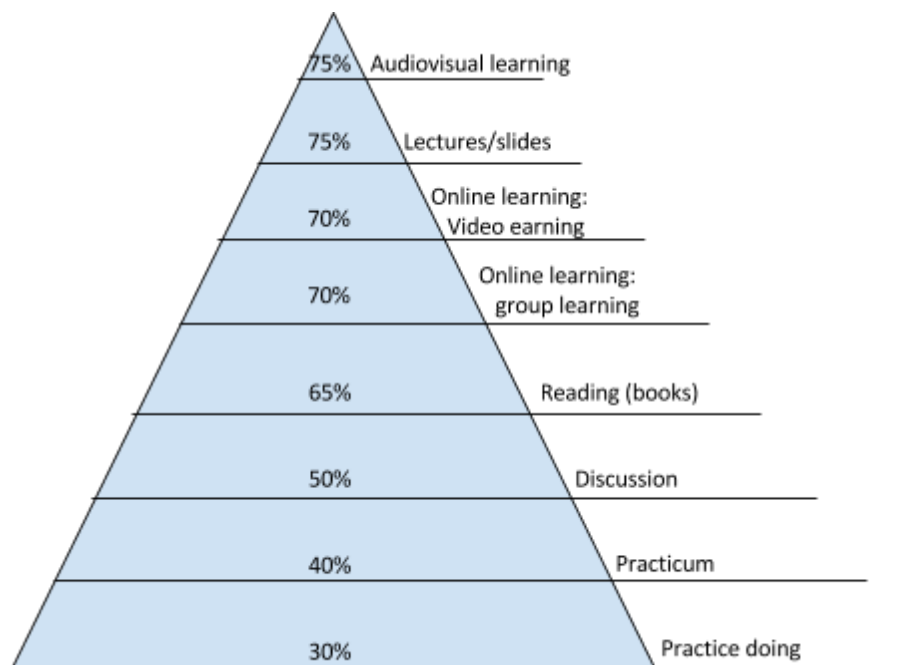 75% Audiovisual learning
75% Lectures/slides
Online learning:
70% Video earning
Online learning:
70% group learning
65% Reading (books)
50% Discussion
40% Practicum
30% Practice doing